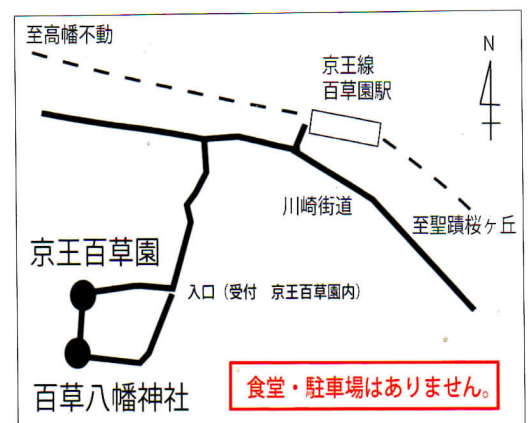 至高幡不動
N
京王線
百草園駅
川崎街道
至聖蹟桜ヶ丘
京王百草園
入口（受付　京王百草園内）
百草八幡神社
食堂・駐車場はありません。